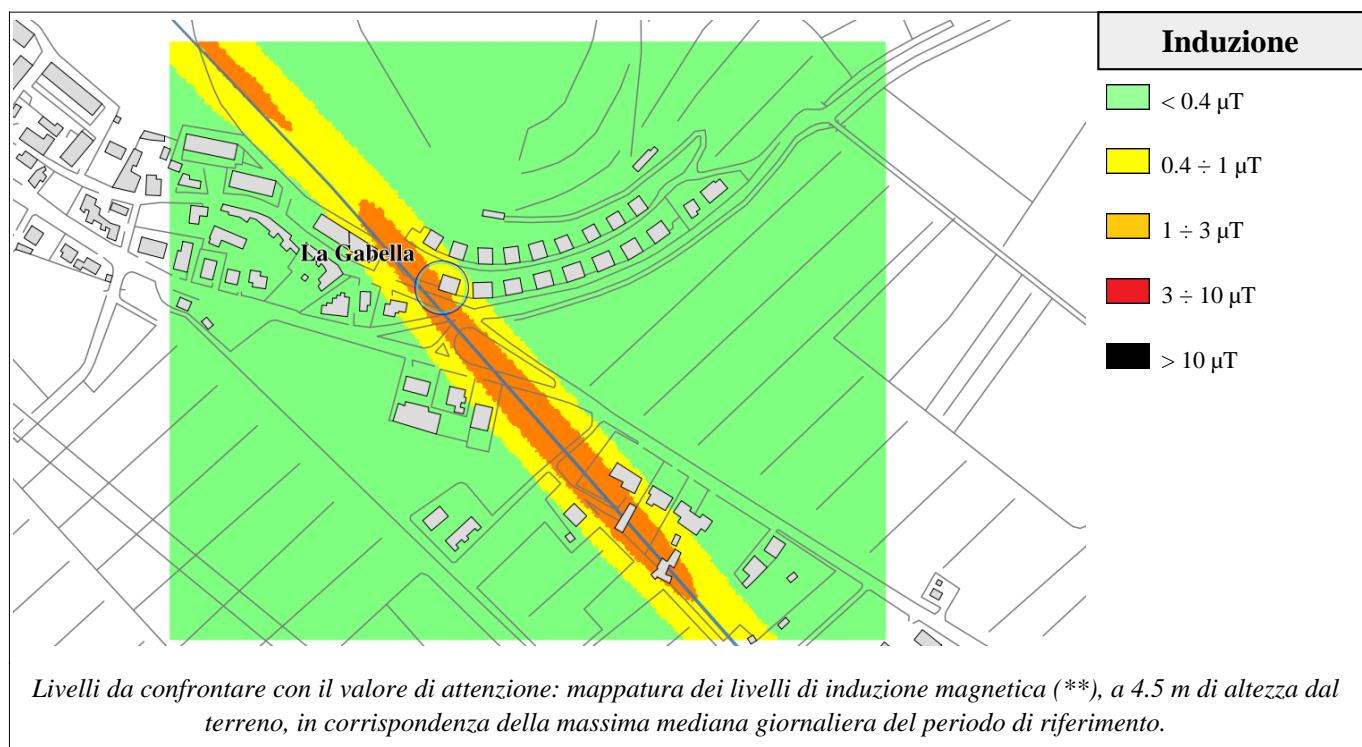 Induzione
< 0.4 µT
0.4 ÷ 1 µT
1 ÷ 3 µT
3 ÷ 10 µT
> 10 µT
La Gabella
Livelli da confrontare con il valore di attenzione: mappatura dei livelli di induzione magnetica (**), a 4.5 m di altezza dal
terreno, in corrispondenza della massima mediana giornaliera del periodo di riferimento.